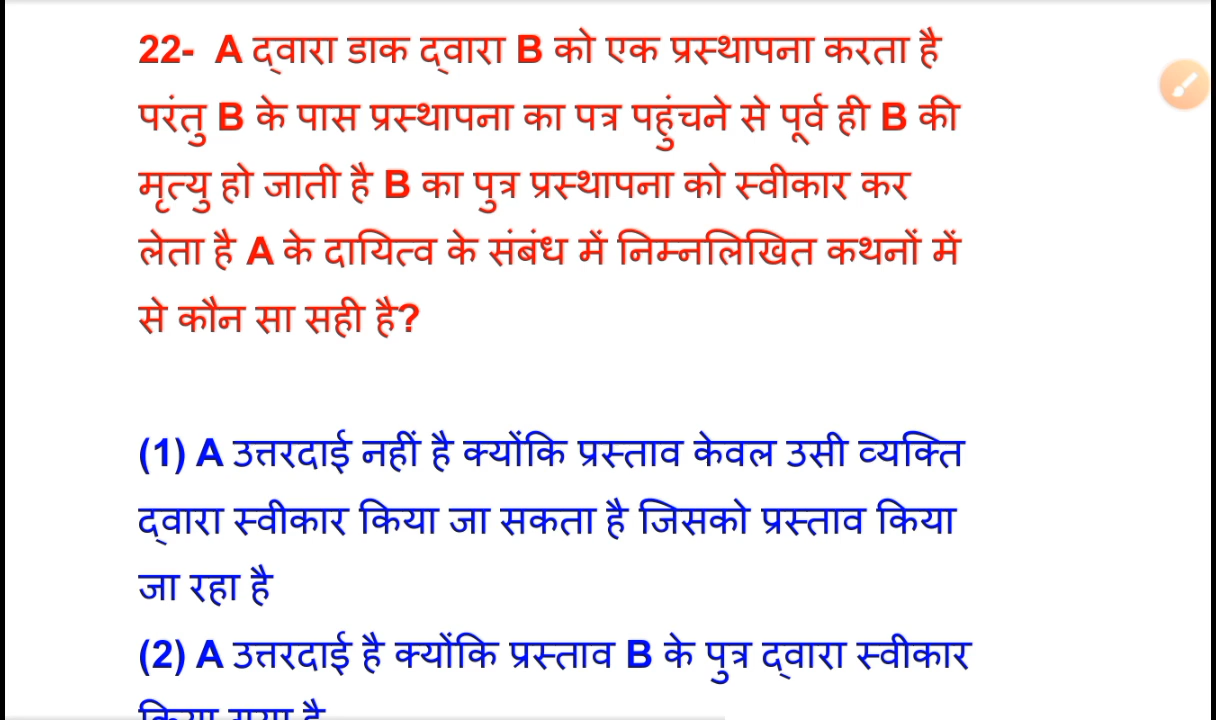 22- A द्वारा डाक द्वारा B को एक प्रस्थापना करता है
परंतु B के पास प्रस्थापना का पत्र पहुंचने से पूर्व ही B की
मृत्यु हो जाती है B का पुत्र प्रस्थापना को स्वीकार कर
लेता है A के दायित्व के संबंध में निम्नलिखित कथनों में
से कौन सा सही है?
(1) A उत्तरदाई नहीं है क्योंकि प्रस्ताव केवल उसी व्यक्ति
द्वारा स्वीकार किया जा सकता है जिसको प्रस्ताव किया
जा रहा है
(2) A उत्तरदाई है क्योंकि प्रस्ताव B के पुत्र द्वारा स्वीकार
किया गया है